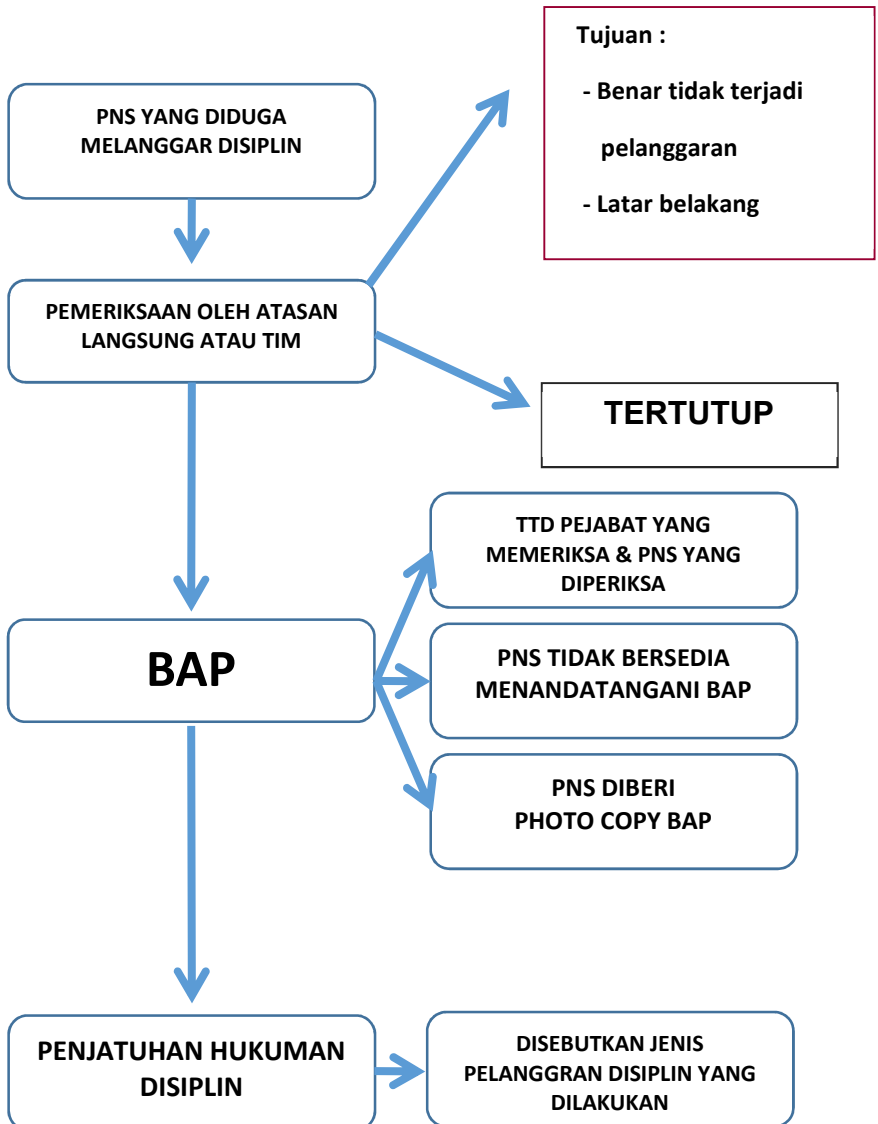 Tujuan :
- Benar tidak terjadi
pelanggaran
- Latar belakang
PNS YANG DIDUGA
MELANGGAR DISIPLIN
PEMERIKSAAN OLEH ATASAN
LANGSUNG ATAU TIM
TERTUTUP
TTD PEJABAT YANG
MEMERIKSA & PNS YANG
DIPERIKSA
BAP
PNS TIDAK BERSEDIA
MENANDATANGANI BAP
PNS DIBERI
PHOTO COPY BAP
PENJATUHAN HUKUMAN
DISIPLIN
DISEBUTKAN JENIS
PELANGGRAN DISIPLIN YANG
DILAKUKAN